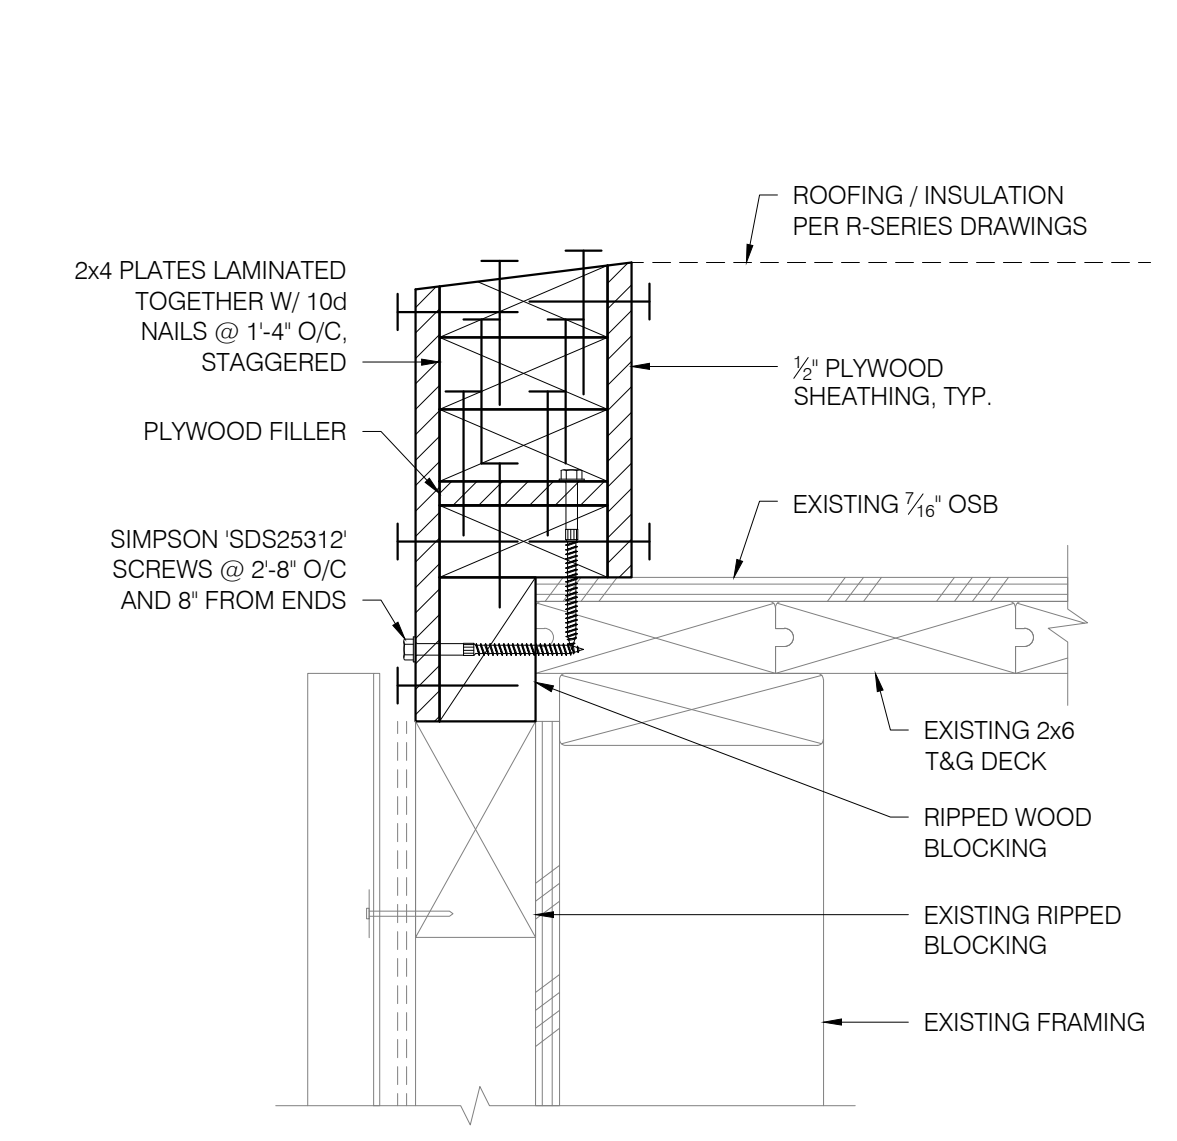 ROOFING / INSULATION
PER R-SERIES DRAWINGS
2x4 PLATES LAMINATED
TOGETHER W/ 10d
NAILS @ 1'-4" O/C,
STAGGERED
½" PLYWOOD
SHEATHING, TYP.
PLYWOOD FILLER
EXISTING 7/16" OSB
SIMPSON 'SDS25312'
SCREWS @ 2'-8" O/C
AND 8" FROM ENDS
EXISTING 2x6
T&G DECK
RIPPED WOOD
BLOCKING
EXISTING RIPPED
BLOCKING
EXISTING FRAMING